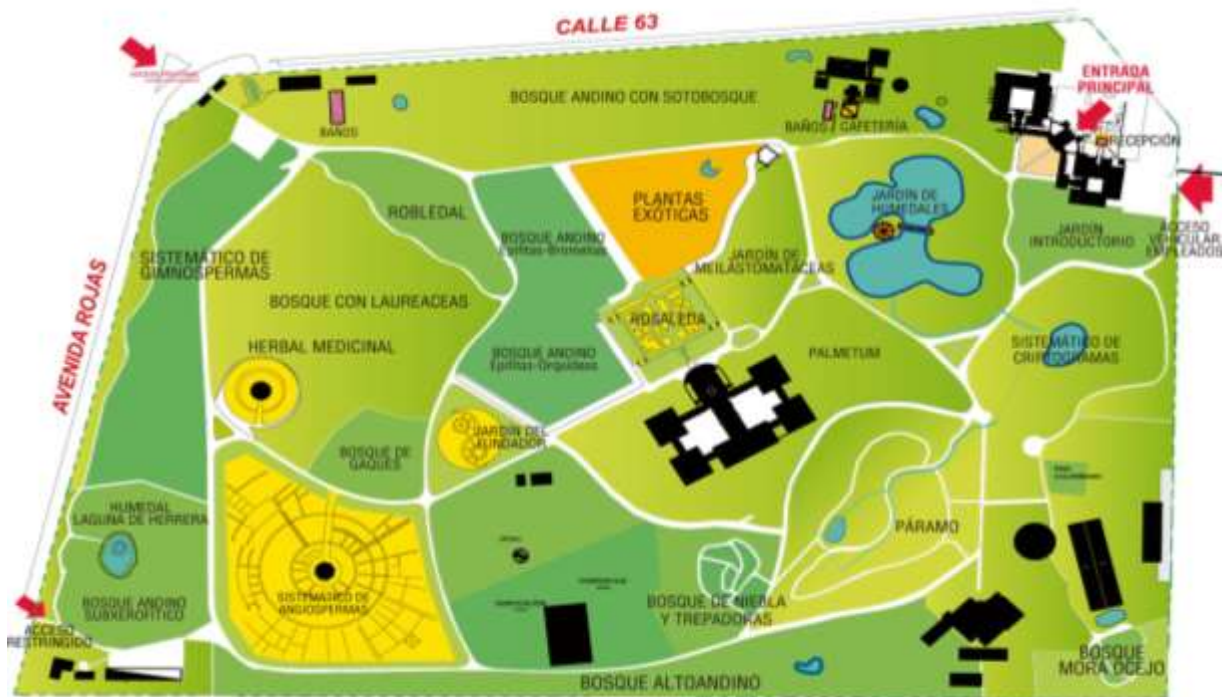 CALLE 63
ENTRADA
PRINCIPAL
RECEPCIÓN
BOSQUE ANDINO CON SOTOBOSQUE
BAÑOS
BAÑOS / CAFETERÍA
PLANTAS
EXÓTICAS
JARDÍN DE
HUMEDALES
JARDÍN
INTRODUCTORIO
ACCESO
VEHICULAR
EMPLEADOS
ROBLEDAL
BOSQUE ANDINO
SISTEMÁTICO DE
GIMNOSPERMAS
JARDÍN DE
MELASTOMATÁCEAS
BOSQUE CON LAUREACEAS
ROSALEDA
AVENIDA ROJAS
HERBAL MEDICINAL
BOSQUE ANDINO
Epífitas-Orquídeas
PALMETUM
SISTEMÁTICO DE
JARDÍN DEL
FUNDADOR
BOSQUE DE
GAQUES
HUMEDAL
LAGUNA DE HERRERA
PÁRAMO
SISTEMÁTICO DE
ANGIOSPERMAS
BOSQUE ANDINO
SUBXEROFÍTICO
BOSQUE DE NIEBLA
Y TREPADORAS
ACCESO
RESTRINGIDO
BOSQUE
MORA OCEJO
BOSQUE ALTOANDINO